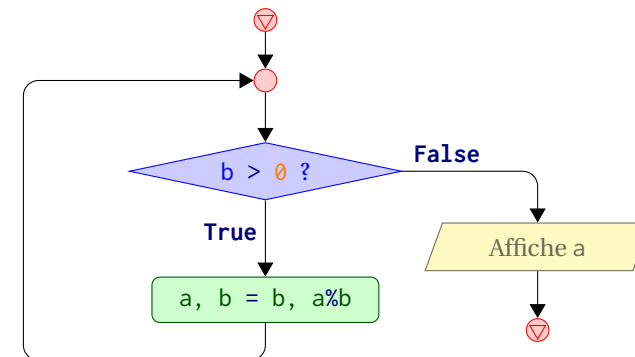 b > 0 ?
False
True
Affiche a
a, b = b, a%b